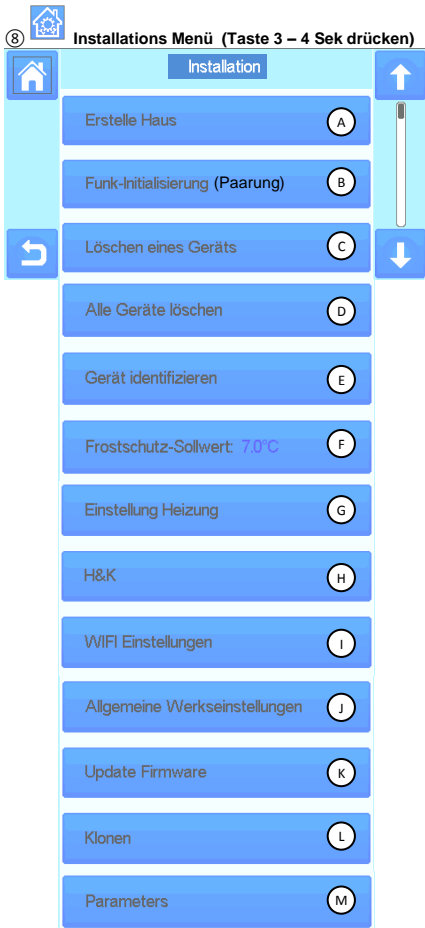 ⑧ Installations Menü (Taste 3 – 4 Sek drücken)
Installation
Erstelle Haus A
Funk-Initialisierung (Paarung) B
Löschen eines Geräts C
Alle Geräte löschen D
Gerät identifizieren E
Frostschutz-Sollwert: 7.0°C F
Einstellung Heizung G
H&K H
WIFI Einstellungen I
Allgemeine Werkseinstellungen J
Update Firmware K
Klonen L
Parameters M